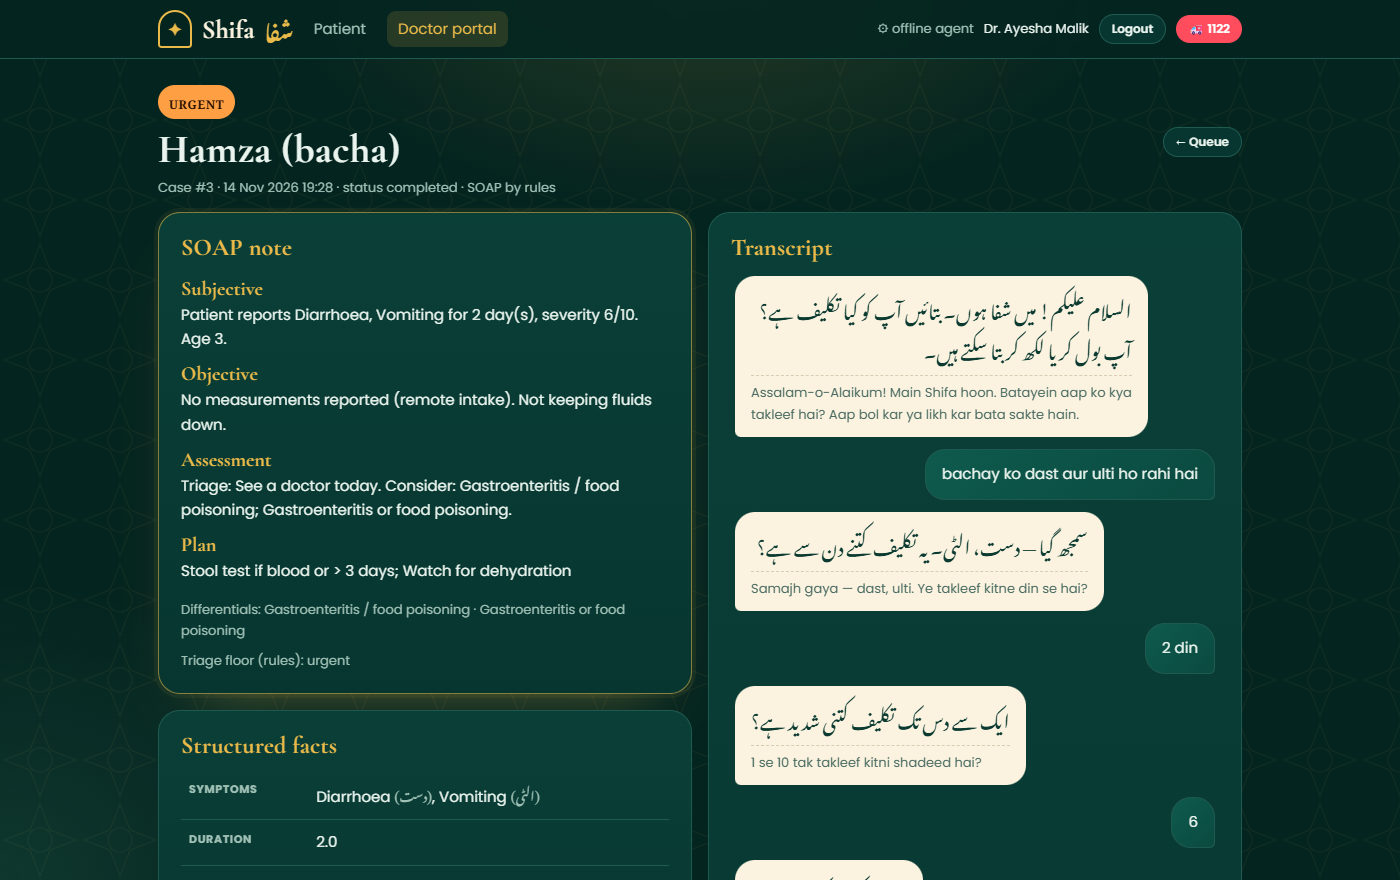 Shifa شفا
Patient
Doctor portal
offline agent
Dr. Ayesha Malik
Logout
1122
URGENT
Hamza (bacha)
Case #3 · 14 Nov 2026 19:28 · status completed · SOAP by rules
← Queue
SOAP note
Subjective
Patient reports Diarrhoea, Vomiting for 2 day(s), severity 6/10.
Age 3.
Objective
No measurements reported (remote intake). Not keeping fluids
down.
Assessment
Triage: See a doctor today. Consider: Gastroenteritis / food
poisoning; Gastroenteritis or food poisoning.
Plan
Stool test if blood or > 3 days; Watch for dehydration
Differentials: Gastroenteritis / food poisoning · Gastroenteritis or food
poisoning
Triage floor (rules): urgent
Structured facts
SYMPTOMS
Diarrhoea (دست), Vomiting (الٹی)
DURATION
2.0
Transcript
السلام علیکم! میں شفا ہوں۔ بتائیں آپ کو کیا تکلیف ہے؟
آپ بول کر یا لکھ کر بتا سکتے ہیں۔
Assalam-o-Alaikum! Main Shifa hoon. Batayein aap ko kya
takleef hai? Aap bol kar ya likh kar bata sakte hain.
bachay ko dast aur ulti ho rahi hai
سمجھ گیا — دست، الٹی۔ یہ تکلیف کتنے دن سے ہے؟
Samajh gaya — dast, ulti. Ye takleef kitne din se hai?
2 din
ایک سے دس تک تکلیف کتنی شدید ہے؟
1 se 10 tak takleef kitni shadeed hai?
6